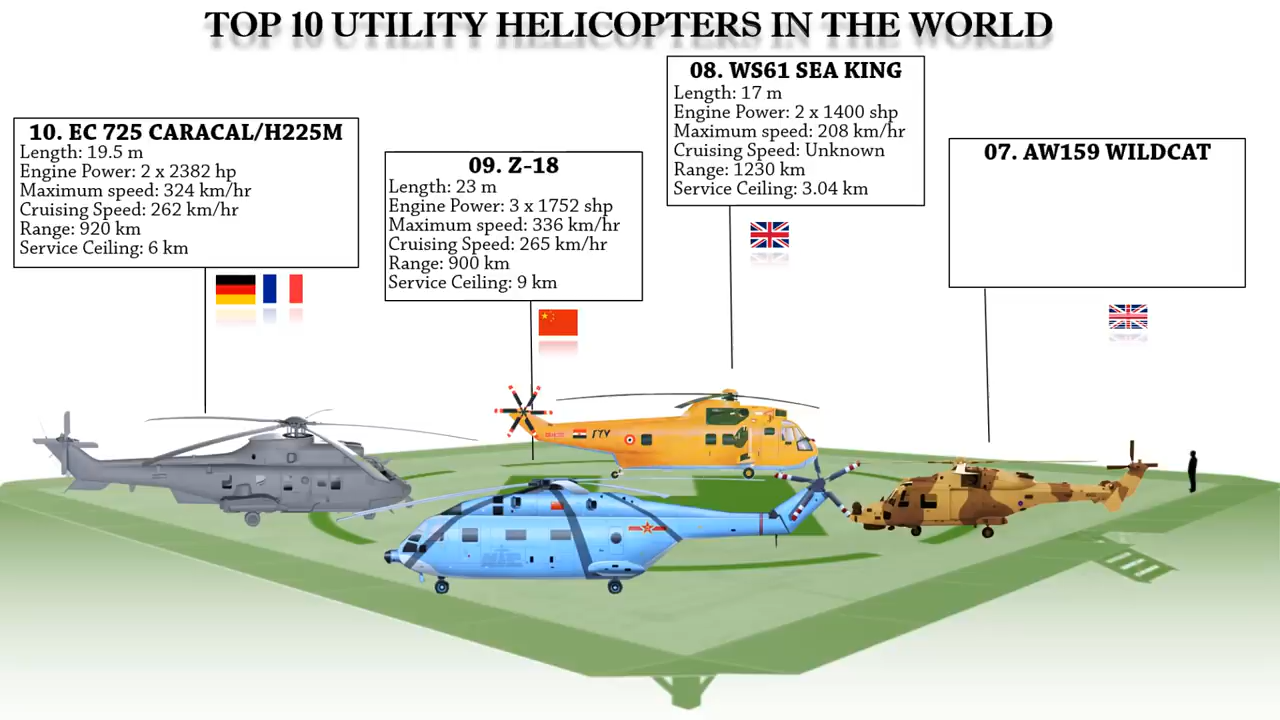 TOP 10 UTILITY HELICOPTERS IN THE WORLD
10. EC 725 CARACAL/H225M
Length: 19.5 m
Engine Power: 2 x 2382 hp
Maximum speed: 324 km/hr
Cruising Speed: 262 km/hr
Range: 920 km
Service Ceiling: 6 km
09. Z-18
Length: 23 m
Engine Power: 3 x 1752 shp
Maximum speed: 336 km/hr
Cruising Speed: 265 km/hr
Range: 900 km
Service Ceiling: 9 km
08. WS61 SEA KING
Length: 17 m
Engine Power: 2 x 1400 shp
Maximum speed: 208 km/hr
Cruising Speed: Unknown
Range: 1230 km
Service Ceiling: 3.04 km
07. AW159 WILDCAT
٢٦٧